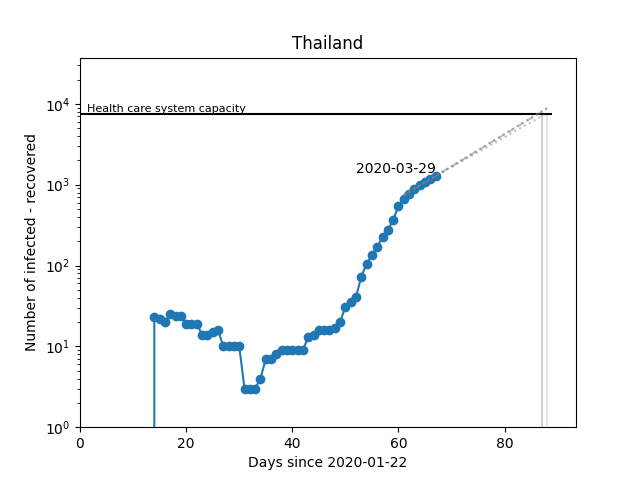 Thailand
Health care system capacity
2020-03-29
Number of infected - recovered
10^4
10^3
10^2
10^1
10^0
0 20 40 60 80
Days since 2020-01-22